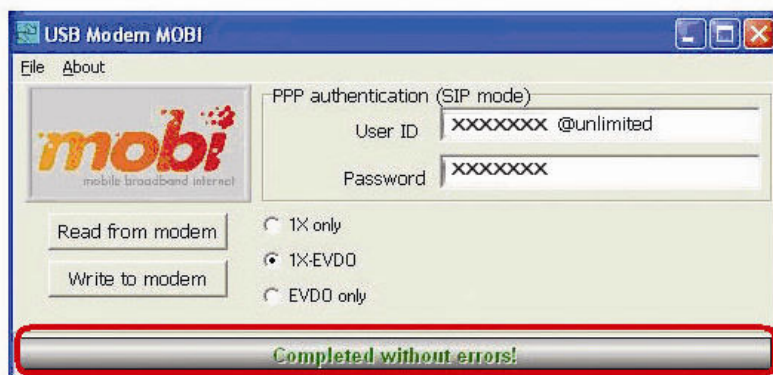 USB Modem MOBI
File About
PPP authentication (SIP mode)
User ID XXXXXXX @unlimited
Password XXXXXXX
mobi
mobile broadband internet
Read from modem
Write to modem
1X only
1X-EVDO
EVDO only
Completed without errors!